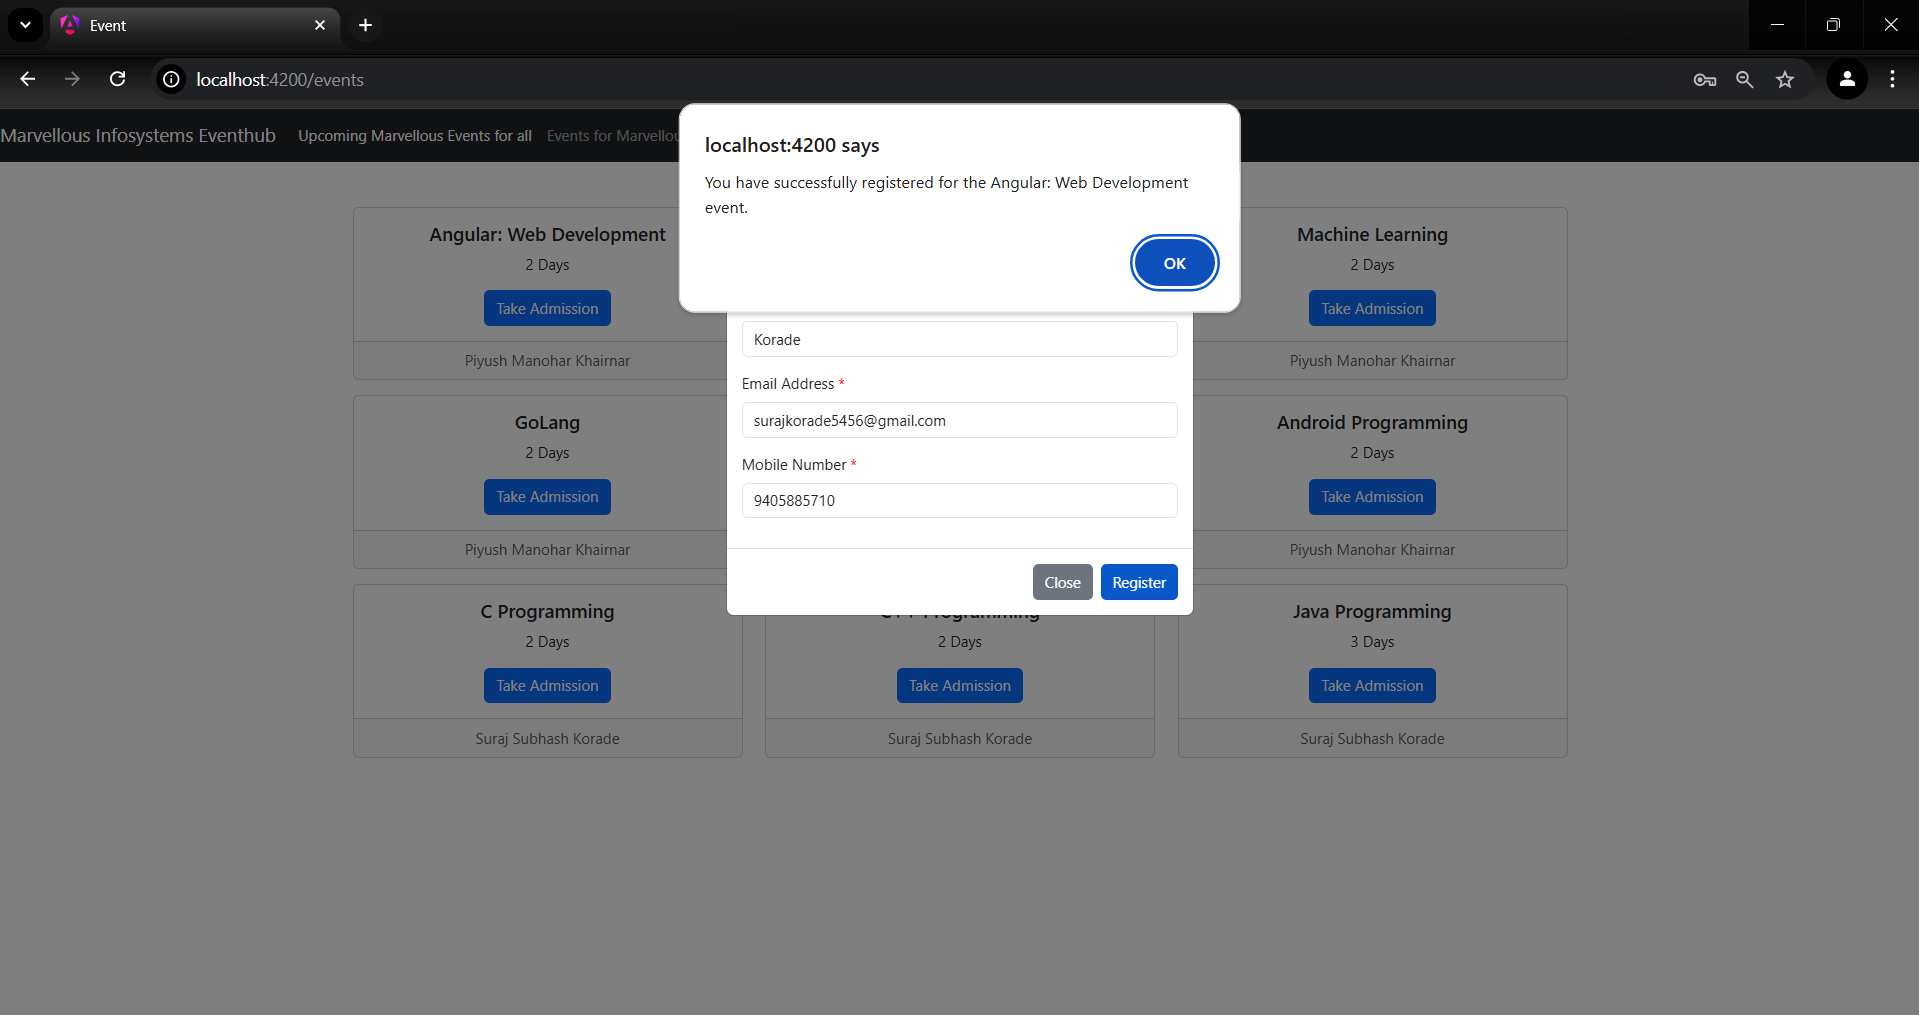 Event
localhost:4200/events
Marvellous Infosystems Eventhub Upcoming Marvellous Events for all Events for
localhost:4200 says
You have successfully registered for the Angular: Web Development
event.
OK
Angular: Web Development
2 Days
Take Admission
Piyush Manohar Khairnar
Machine Learning
2 Days
Take Admission
Piyush Manohar Khairnar
Korade
Email Address *
surajkorade5456@gmail.com
Mobile Number *
9405885710
Close Register
GoLang
2 Days
Take Admission
Piyush Manohar Khairnar
Android Programming
2 Days
Take Admission
Piyush Manohar Khairnar
C Programming
2 Days
Take Admission
Suraj Subhash Korade
2 Days
Take Admission
Suraj Subhash Korade
Java Programming
3 Days
Take Admission
Suraj Subhash Korade